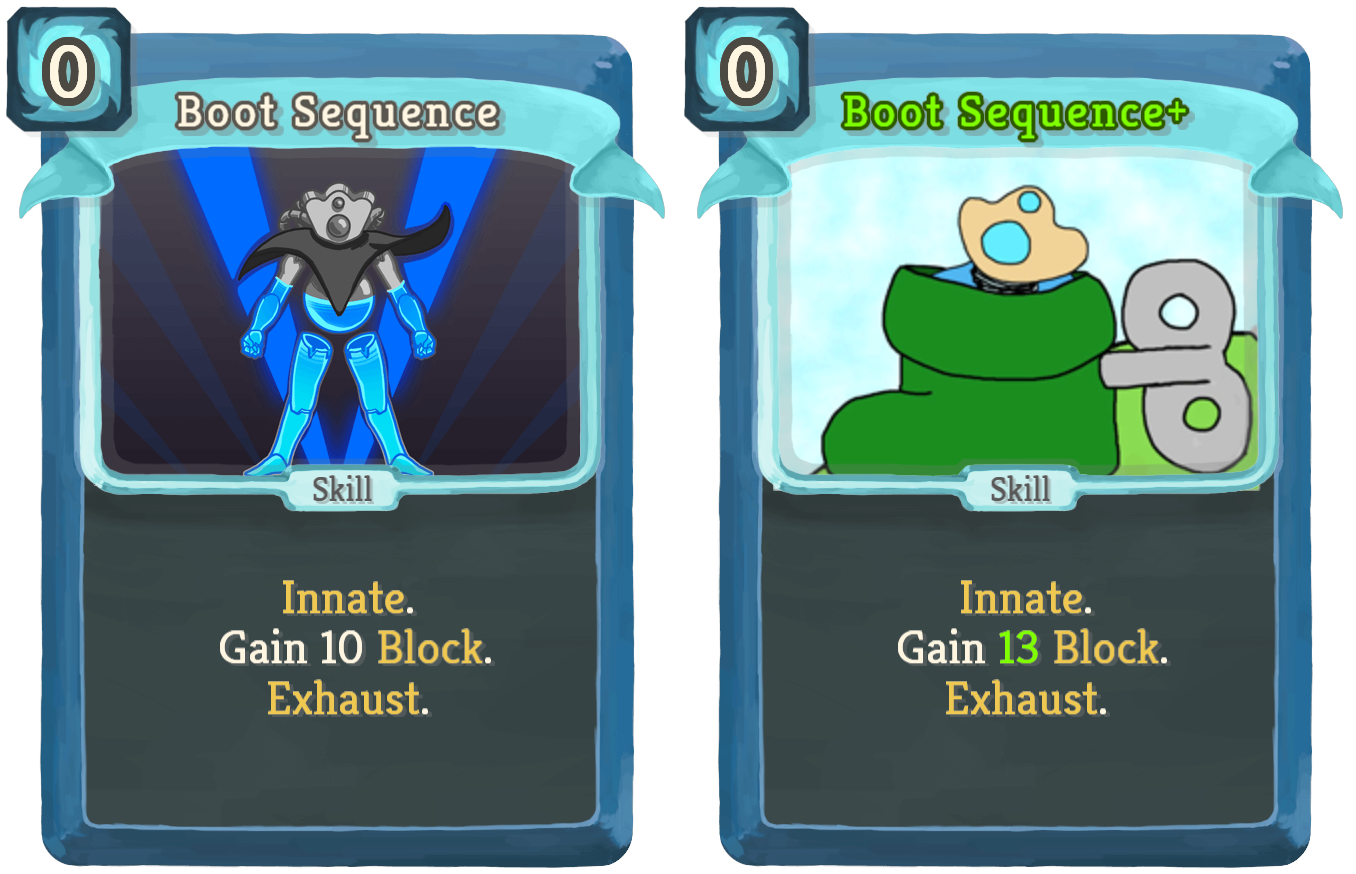 0
Boot Sequence
Skill
Innate.
Gain 10 Block.
Exhaust.
0
Boot Sequence+
Skill
Innate.
Gain 13 Block.
Exhaust.